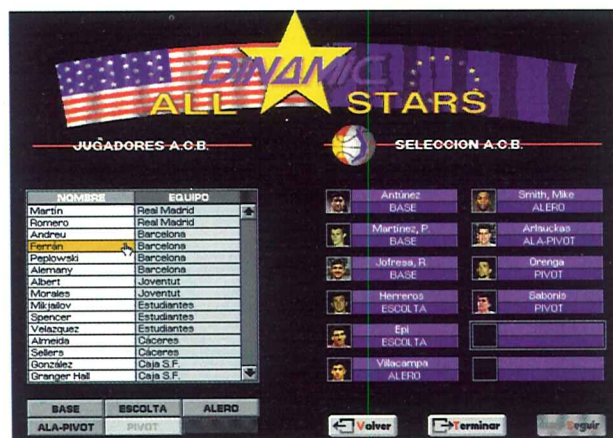 DINAMIC
ALL STARS
JUGADORES A.C.B.
NOMBRE EQUIPO
Martín Real Madrid
Romero Real Madrid
Andreu Barcelona
Ferrán Barcelona
Peplowski Barcelona
Alemany Barcelona
Albert Joventut
Morales Joventut
Mikjailov Estudiantes
Spencer Estudiantes
Velazquez Estudiantes
Almeida Cáceres
Sellers Cáceres
González Caja S.F.
Granger Hall Caja S.F.
BASE ESCOLTA ALERO
ALA-PIVOT PIVOT
SELECCION A.C.B.
Antúnez
BASE
Martínez, P.
BASE
Jofresa, R.
BASE
Herreros
ESCOLTA
Epi
ESCOLTA
Villacampa
ALERO
Smith, Mike
ALERO
Arlauckas
ALA-PIVOT
Orenga
PIVOT
Sabonis
PIVOT
Volver Terminar Seguir